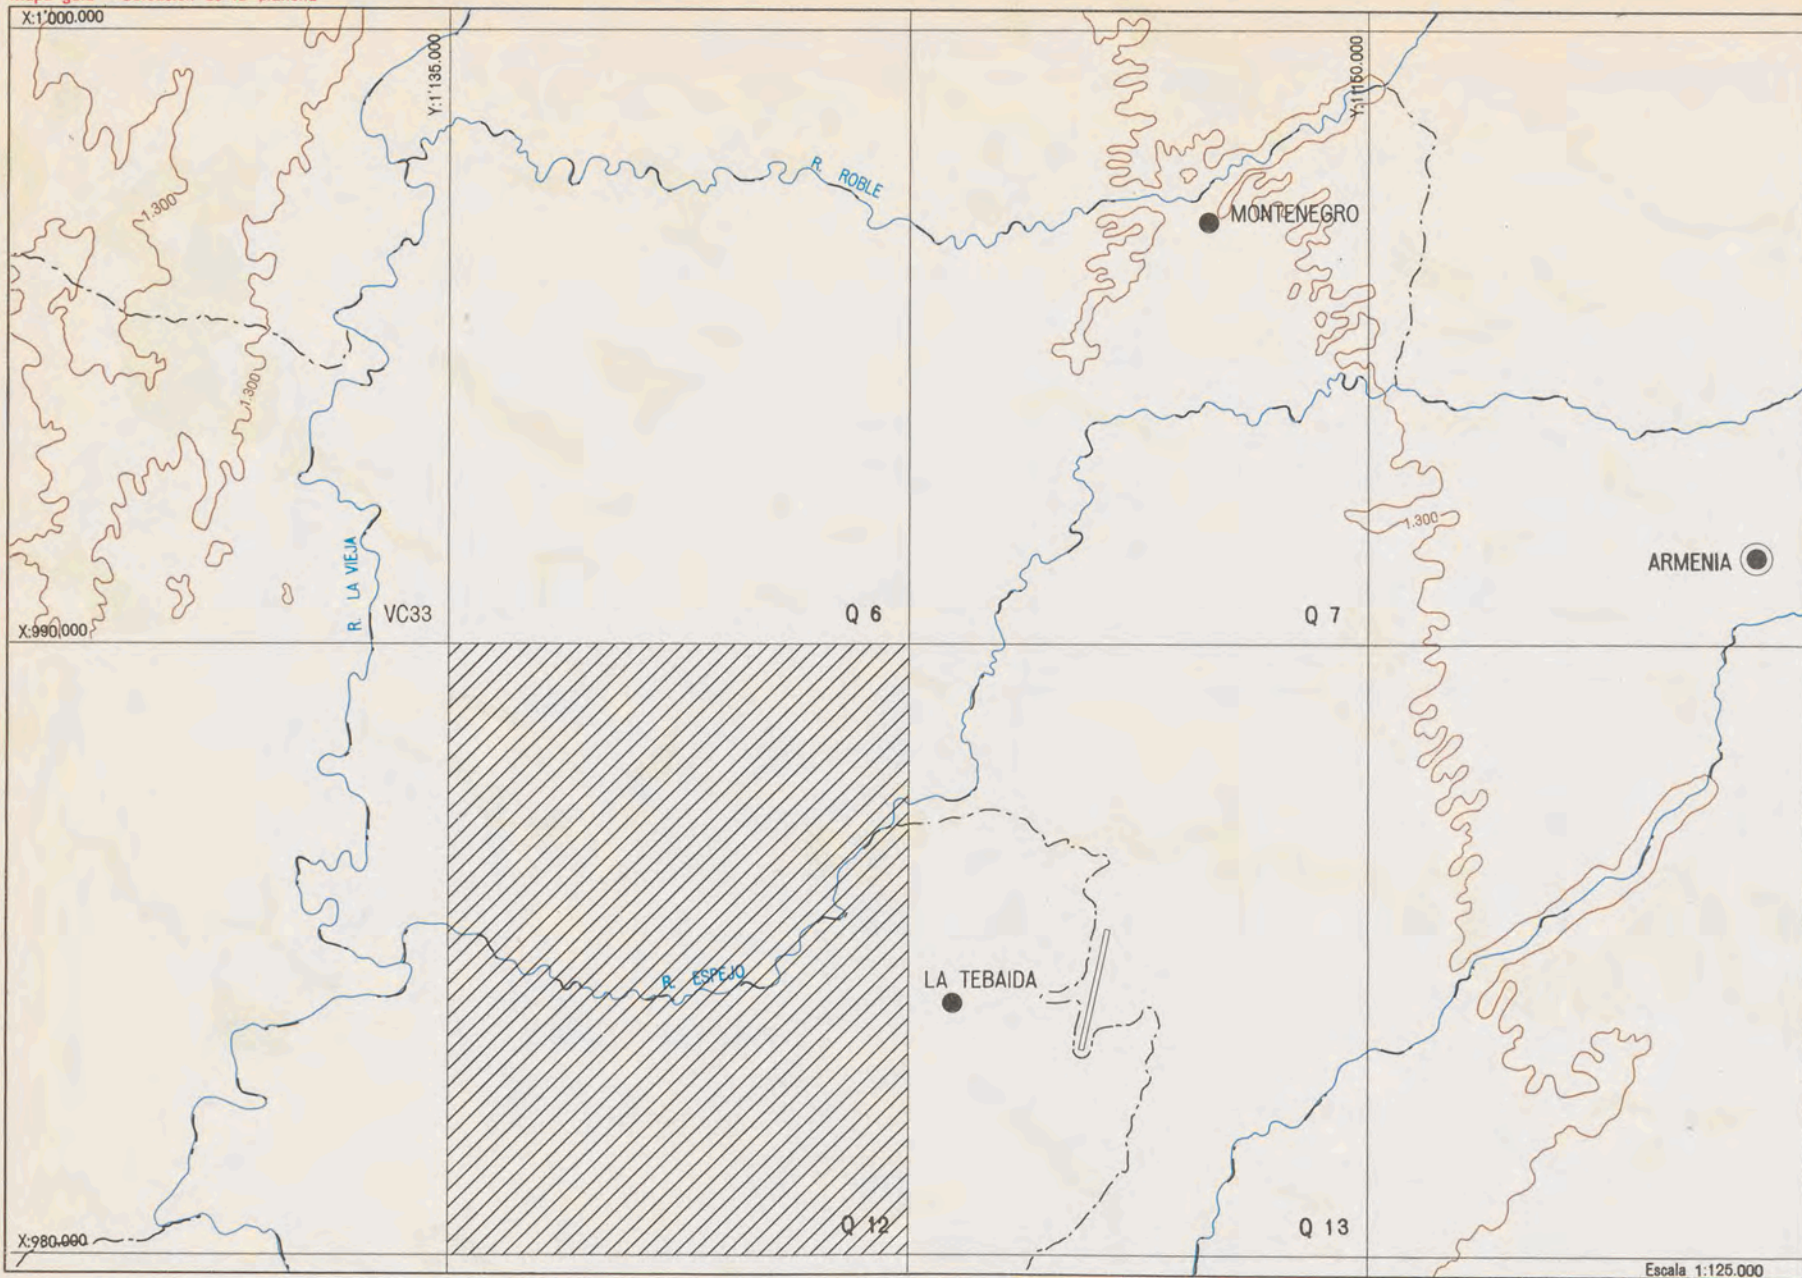 X:1'000.000
Y:1'135.000
Y:1'150.000
R. ROBLE
MONTENEGRO
1.300
1.300
1.300
ARMENIA
R. LA VIEJA
VC33
Q 6
Q 7
X:990.000
R. ESPEJO
LA TEBAIDA
Q 12
Q 13
X:980.000
Escala 1:125.000